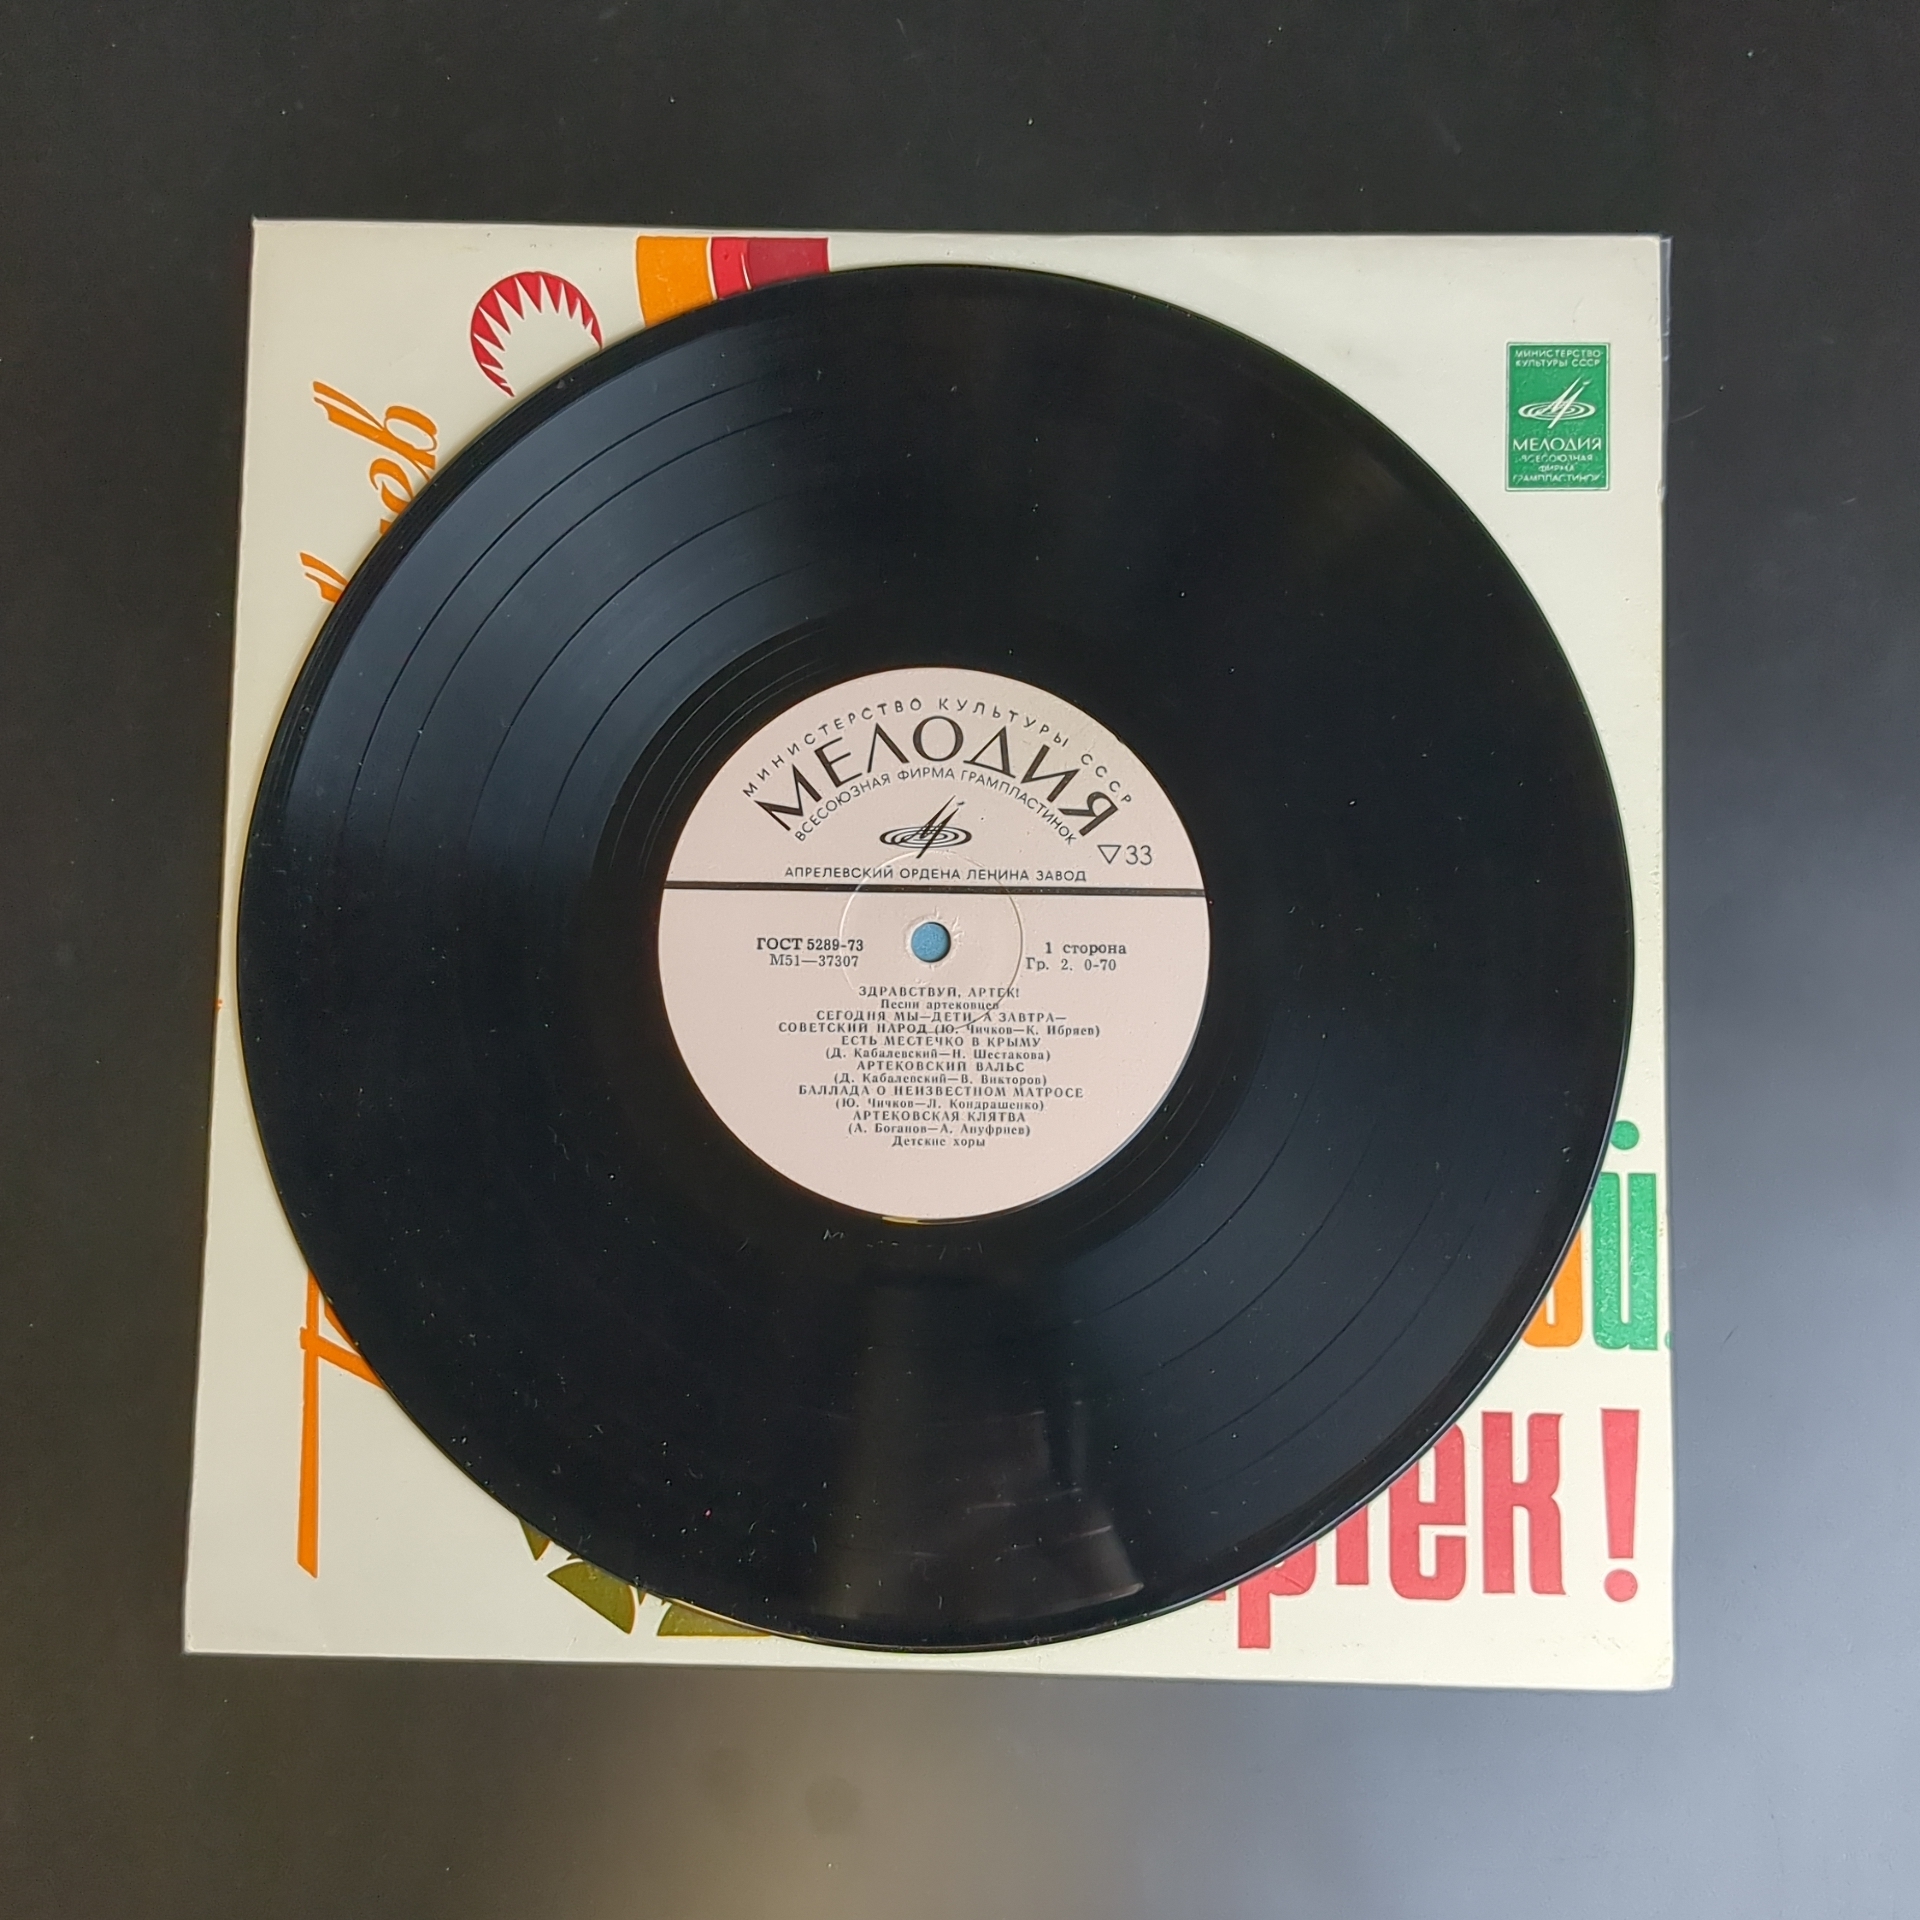 МИНИСТЕРСТВО КУЛЬТУРЫ СССР
МЕЛОДИЯ
ВСЕСОЮЗНАЯ ФИРМА ГРАМПЛАСТИНОК
▽33
АПРЕЛЕВСКИЙ ОРДЕНА ЛЕНИНА ЗАВОД
ГОСТ 5289-73
М51—37307
1 сторона
Гр. 2. 0-70
ЗДРАВСТВУЙ, АРТЕК!
Песни артековцев
СЕГОДНЯ МЫ—ДЕТИ, А ЗАВТРА—
СОВЕТСКИЙ НАРОД (Ю. Чичков—К. Ибряев)
ЕСТЬ МЕСТЕЧКО В КРЫМУ
(Д. Кабалевский—Н. Шестакова)
АРТЕКОВСКИЙ ВАЛЬС
(Д. Кабалевский—В. Викторов)
БАЛЛАДА О НЕИЗВЕСТНОМ МАТРОСЕ
(Ю. Чичков—Л. Кондрашенко)
АРТЕКОВСКАЯ КЛЯТВА
(А. Боганов—А. Ануфриев)
Детские хоры
МИНИСТЕРСТВО
КУЛЬТУРЫ СССР
МЕЛОДИЯ
ВСЕСОЮЗНАЯ
ФИРМА
ГРАМПЛАСТИНОК
й
ртек!